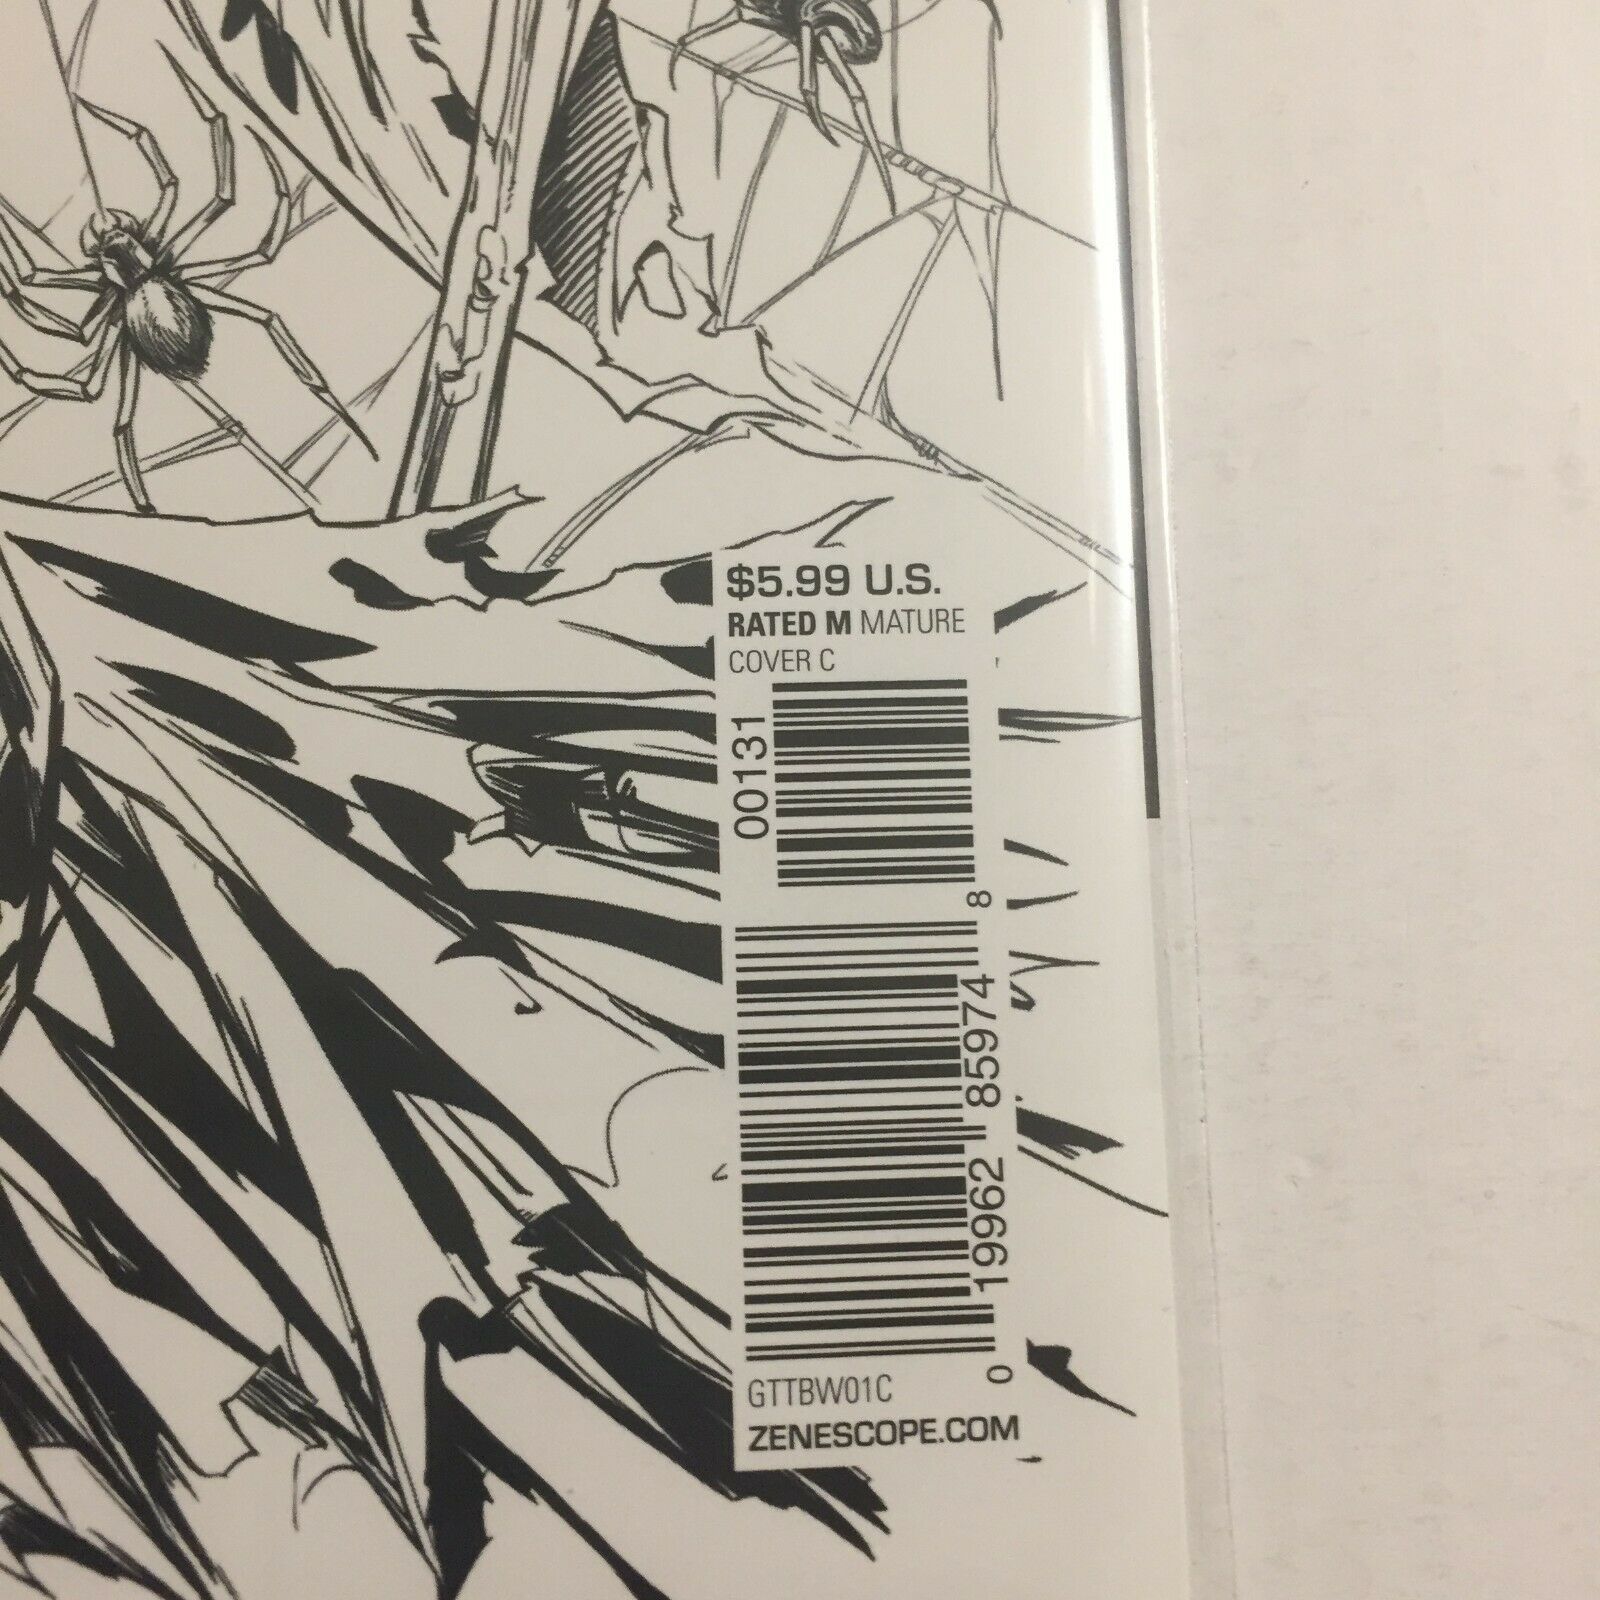 $5.99 U.S.
RATED M MATURE
COVER C
00131
8
0 19962 85974
GTTBW01C
ZENESCOPE.COM